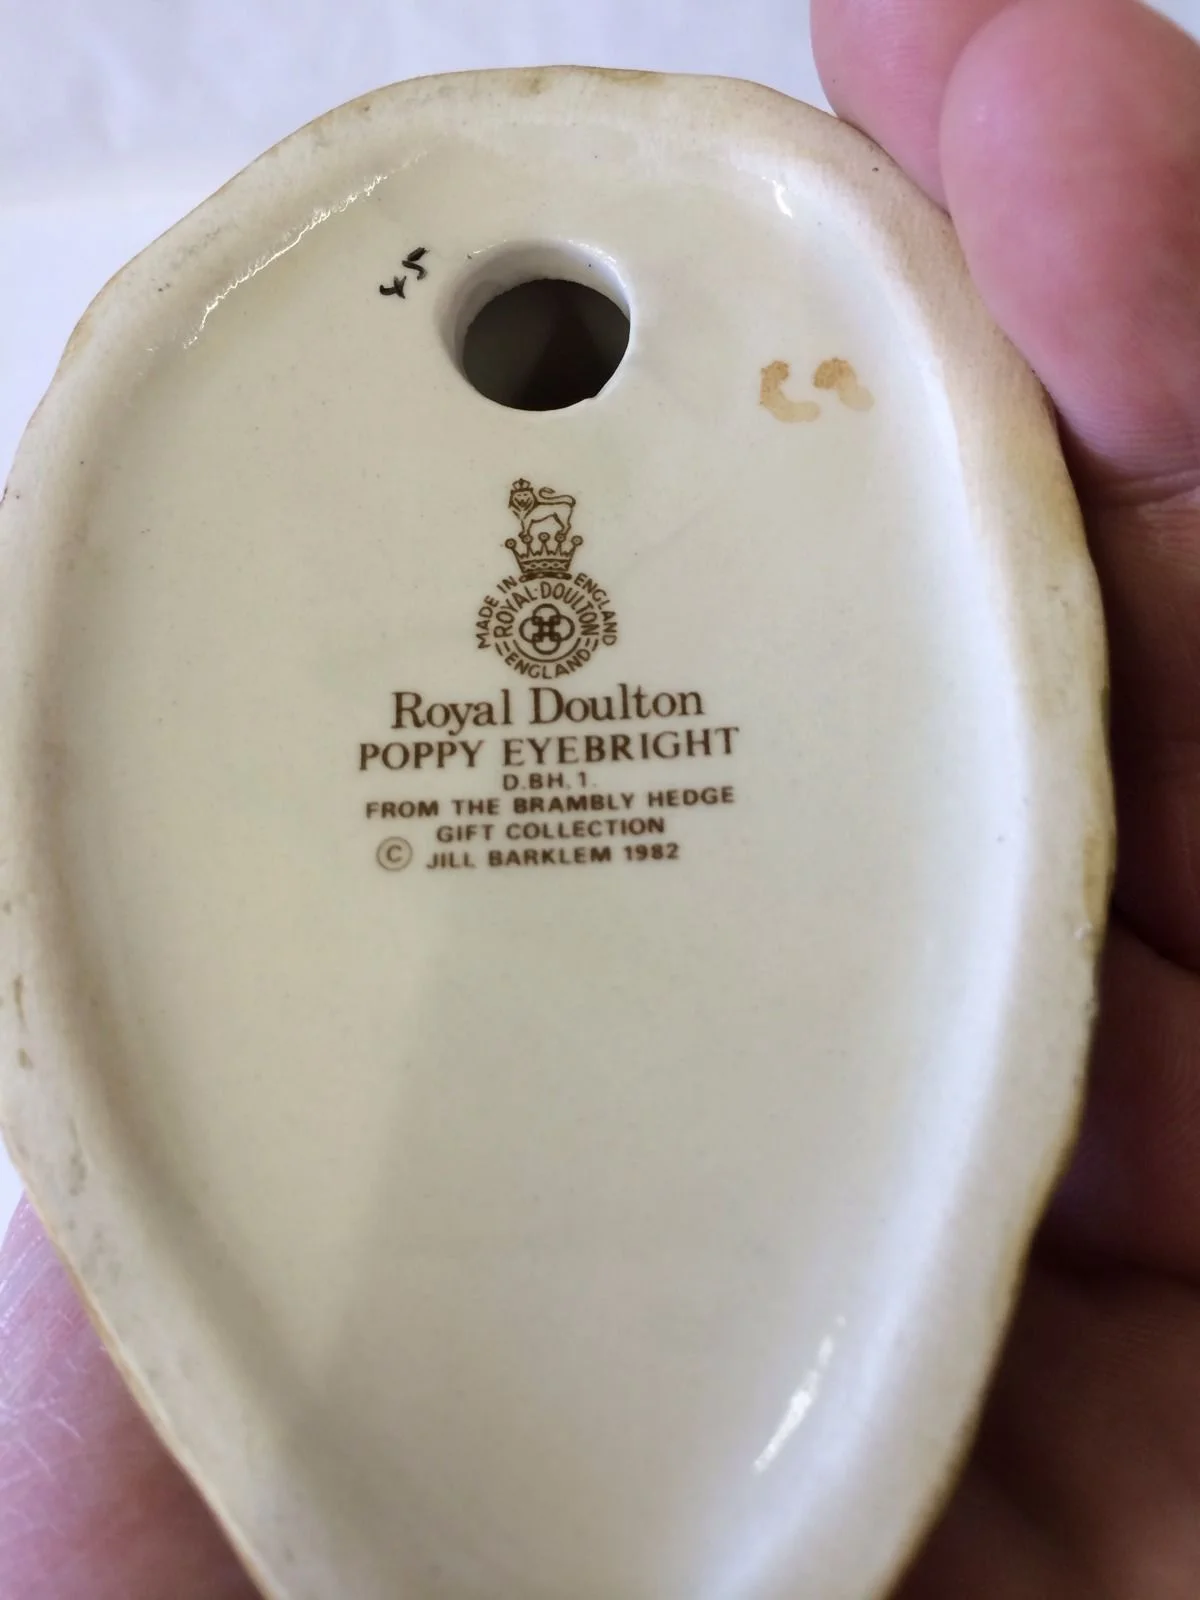 MADE IN ENGLAND
ROYAL·DOULTON
ENGLAND
Royal Doulton
POPPY EYEBRIGHT
D.BH.1.
FROM THE BRAMBLY HEDGE
GIFT COLLECTION
© JILL BARKLEM 1982